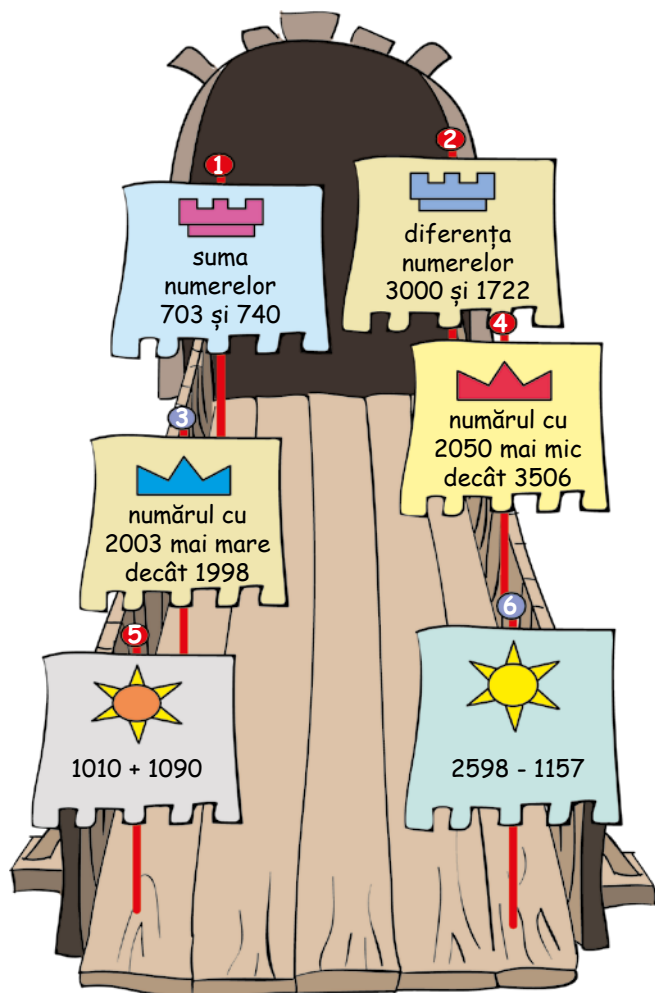 1
suma
numerelor
703 și 740
2
diferența
numerelor
3000 și 1722
3
numărul cu
2003 mai mare
decât 1998
4
numărul cu
2050 mai mic
decât 3506
5
1010 + 1090
6
2598 - 1157